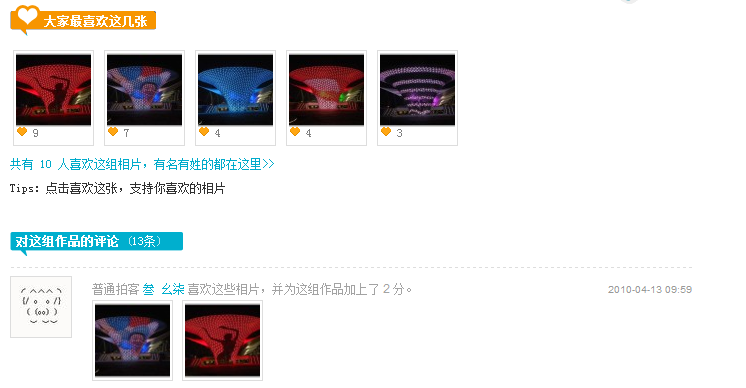 大家最喜欢这几张
9
7
4
4
3
共有 10 人喜欢这组相片，有名有姓的都在这里>>
Tips: 点击喜欢这张，支持你喜欢的相片
对这组作品的评论 (13条)
普通拍客 叁 幺柒 喜欢这些相片，并为这组作品加上了 2 分。
2010-04-13 09:59